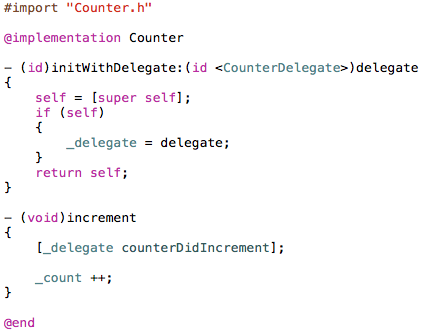 #import "Counter.h"
@implementation Counter
– (id)initWithDelegate:(id <CounterDelegate>)delegate
{
self = [super self];
if (self)
{
_delegate = delegate;
}
return self;
}
– (void)increment
{
[_delegate counterDidIncrement];
_count ++;
}
@end